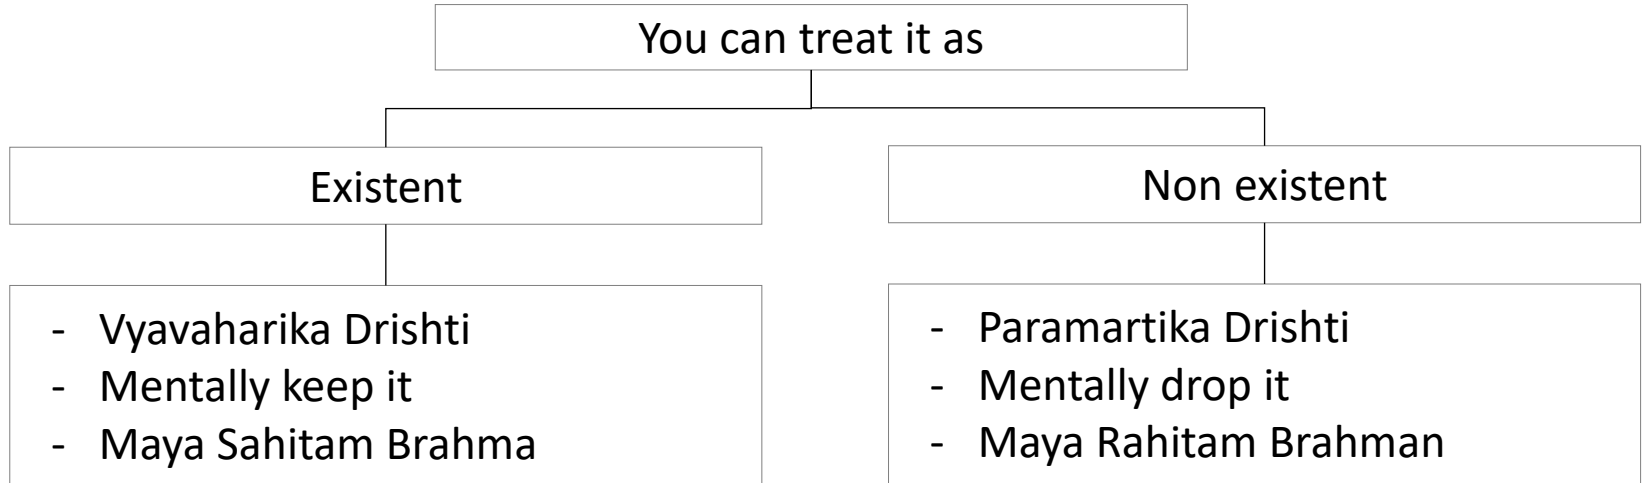 You can treat it as
Existent
Non existent
- Vyavaharika Drishti
- Mentally keep it
- Maya Sahitam Brahma
- Paramartika Drishti
- Mentally drop it
- Maya Rahitam Brahman